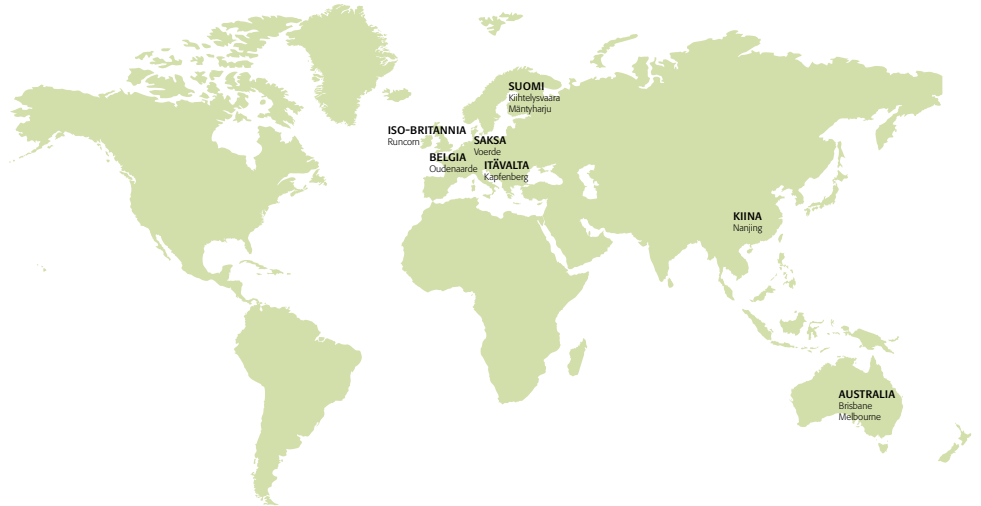 SUOMI
Kiihtelysvaara
Mäntyharju
ISO-BRITANNIA
Runcorn
SAKSA
Voerde
BELGIA
Oudenaarde
ITÄVALTA
Kapfenberg
KIINA
Nanjing
AUSTRALIA
Brisbane
Melbourne